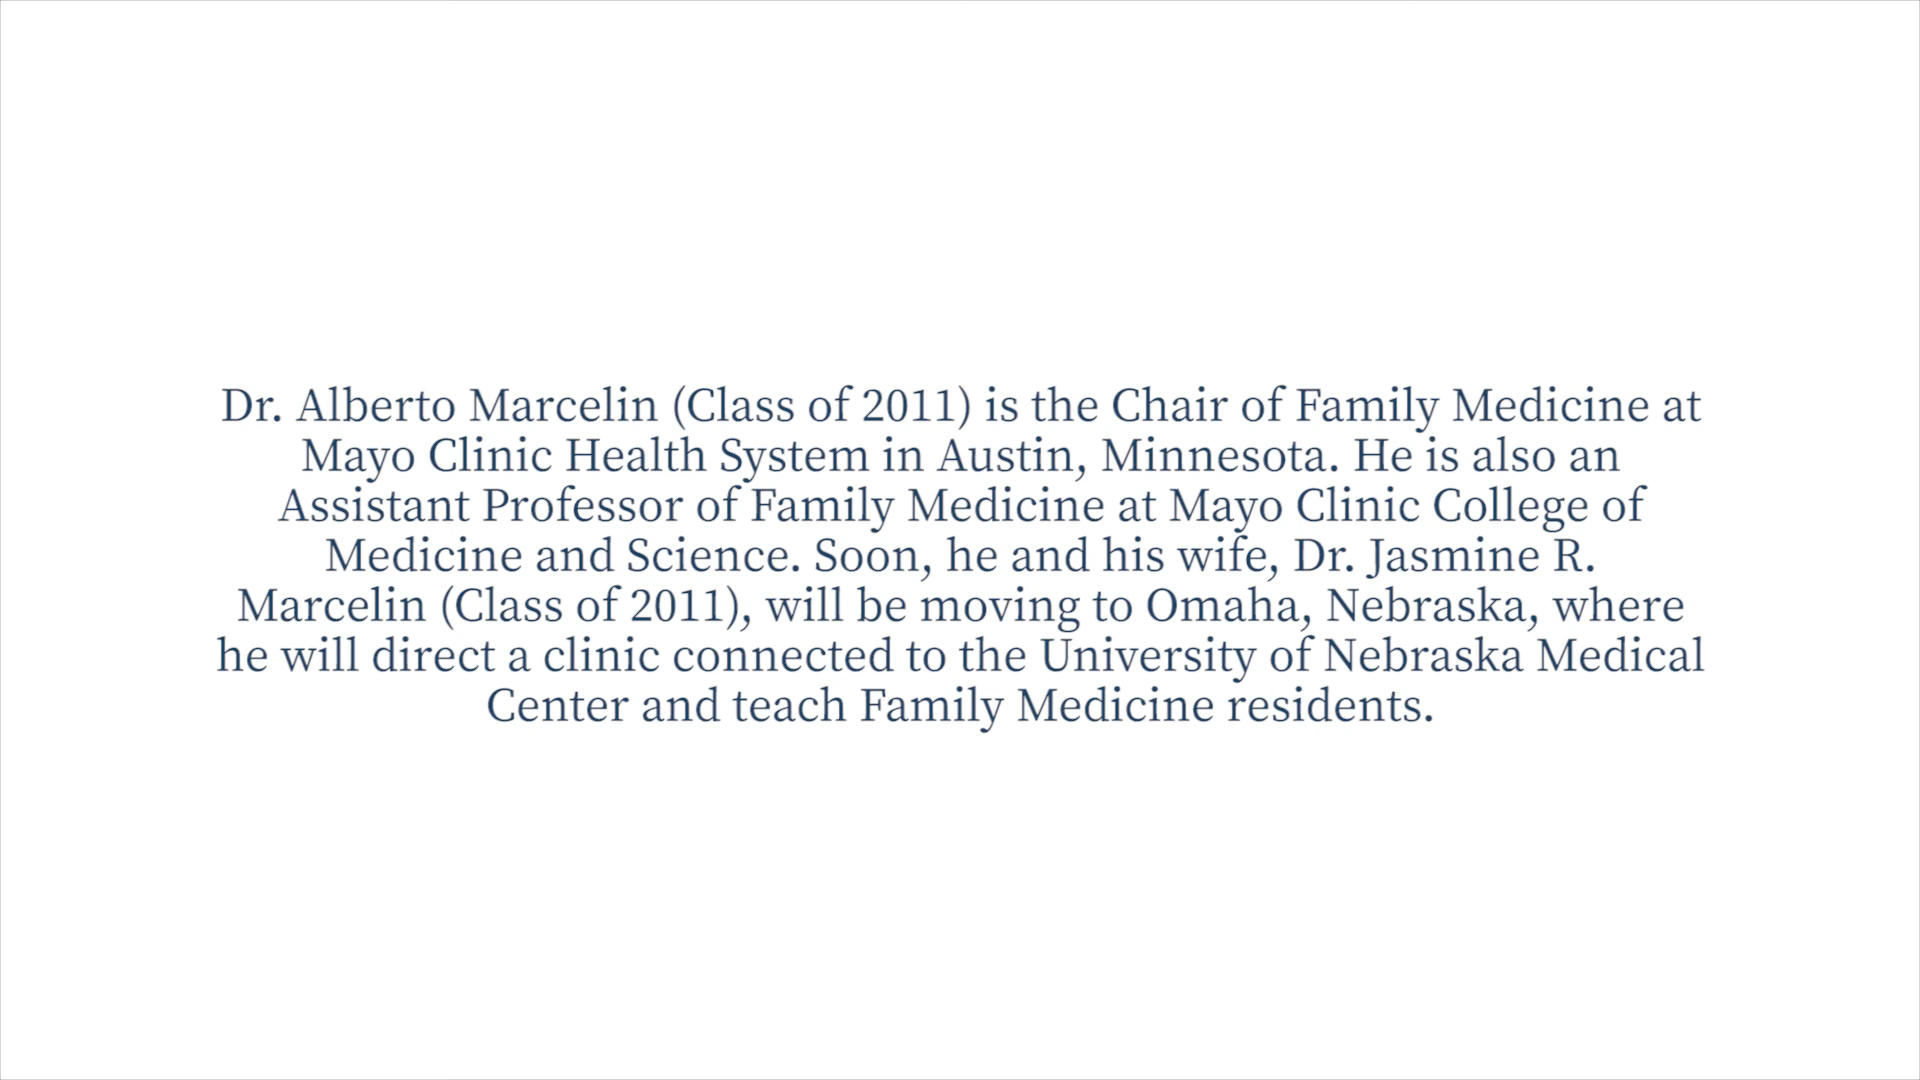 Dr. Alberto Marcelin (Class of 2011) is the Chair of Family Medicine at
Mayo Clinic Health System in Austin, Minnesota. He is also an
Assistant Professor of Family Medicine at Mayo Clinic College of
Medicine and Science. Soon, he and his wife, Dr. Jasmine R.
Marcelin (Class of 2011), will be moving to Omaha, Nebraska, where
he will direct a clinic connected to the University of Nebraska Medical
Center and teach Family Medicine residents.